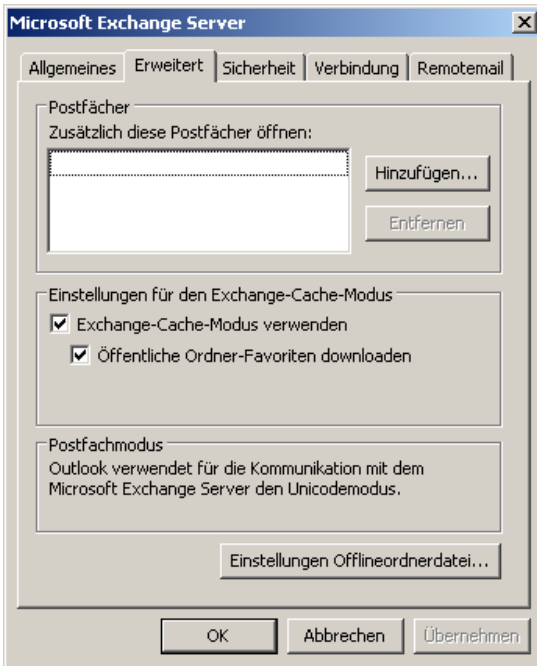 Microsoft Exchange Server
Allgemeines Erweitert Sicherheit Verbindung Remotemail
Postfächer
Zusätzlich diese Postfächer öffnen:
Hinzufügen...
Entfernen
Einstellungen für den Exchange-Cache-Modus
Exchange-Cache-Modus verwenden
Öffentliche Ordner-Favoriten downloaden
Postfachmodus
Outlook verwendet für die Kommunikation mit dem
Microsoft Exchange Server den Unicodemodus.
Einstellungen Offlineordnerdatei...
OK Abbrechen Übernehmen